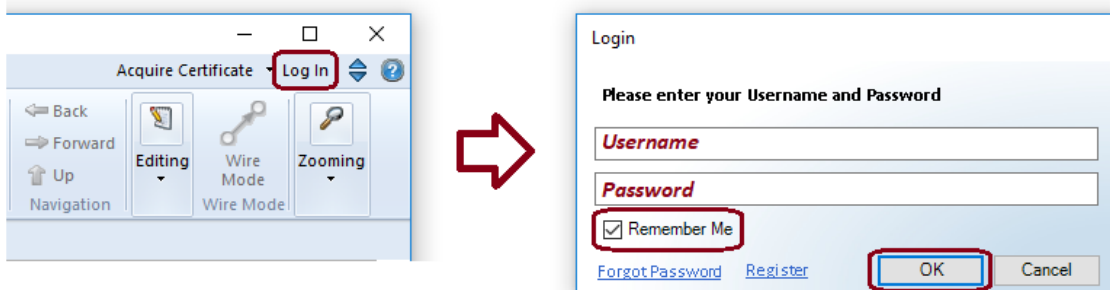 Acquire Certificate Log In
Back
Forward
Up
Navigation
Editing
Wire
Mode
Wire Mode
Zooming
Login
Please enter your Username and Password
Username
Password
Remember Me
Forgot Password Register
OK Cancel